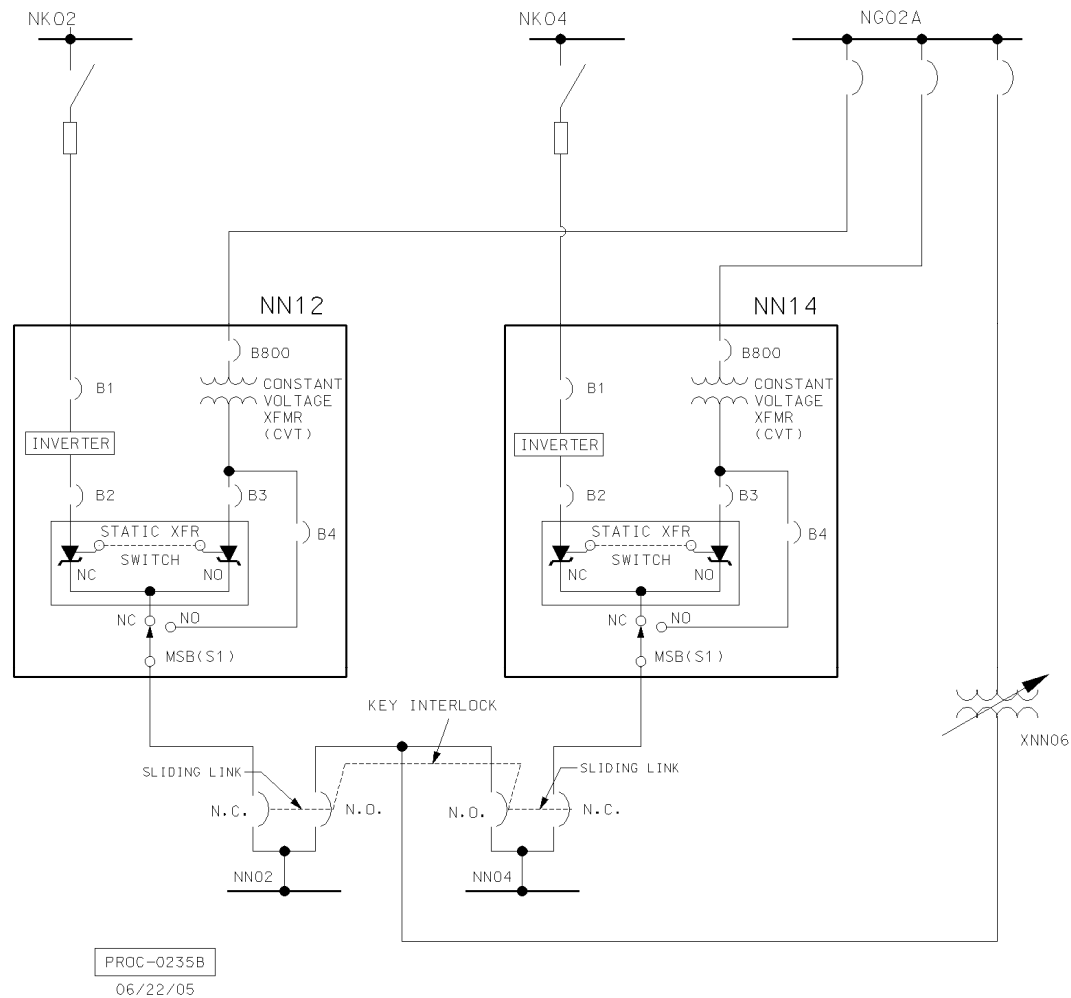 NK02
NK04
NG02A
NN12
NN14
B800
B800
B1
CONSTANT
VOLTAGE
XFMR
(CVT)
B1
CONSTANT
VOLTAGE
XFMR
(CVT)
INVERTER
INVERTER
B2
B3
B2
B3
B4
B4
STATIC XFR
SWITCH
STATIC XFR
SWITCH
NC
NO
NC
NO
NC
NO
NC
NO
MSB(S1)
MSB(S1)
KEY INTERLOCK
XNN06
SLIDING LINK
SLIDING LINK
N.C.
N.O.
N.O.
N.C.
NN02
NN04
PROC-0235B
06/22/05